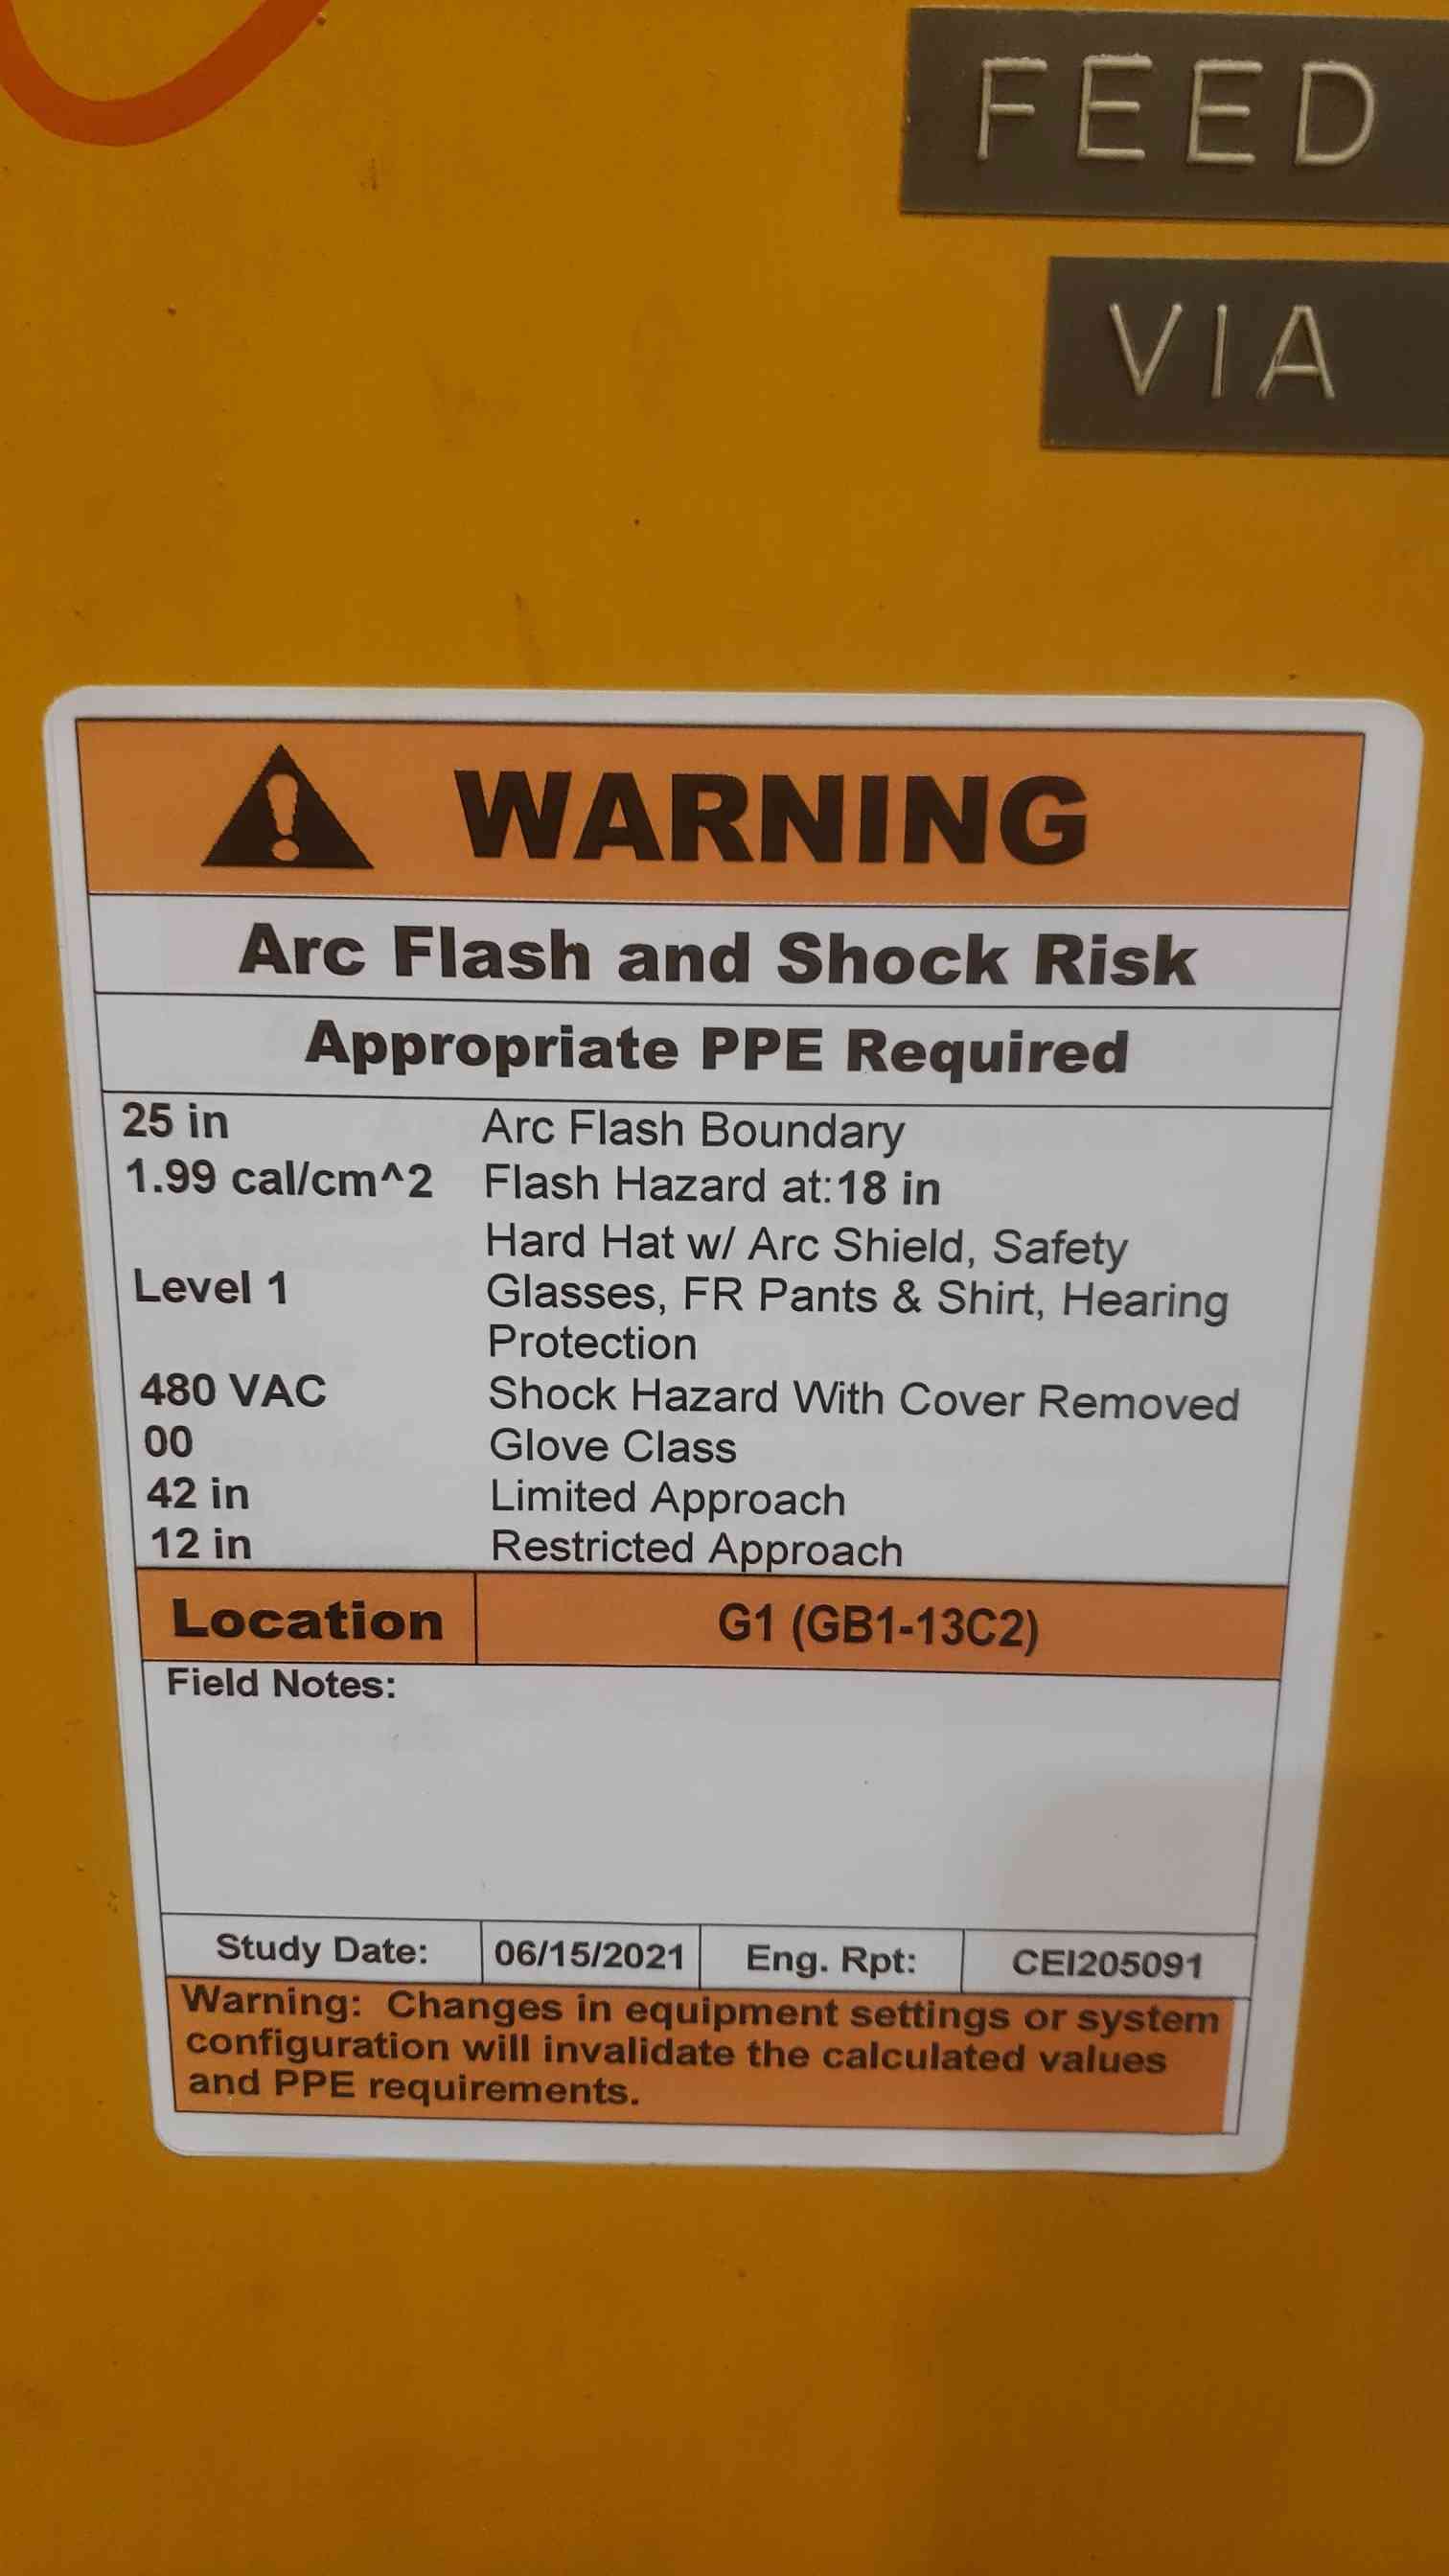 FEED
VIA
WARNING
Arc Flash and Shock Risk
Appropriate PPE Required
25 in Arc Flash Boundary
1.99 cal/cm^2 Flash Hazard at:18 in
Hard Hat w/ Arc Shield, Safety
Level 1 Glasses, FR Pants & Shirt, Hearing
Protection
480 VAC Shock Hazard With Cover Removed
00 Glove Class
42 in Limited Approach
12 in Restricted Approach
Location G1 (GB1-13C2)
Field Notes:
Study Date: 06/15/2021 Eng. Rpt: CEI205091
Warning: Changes in equipment settings or system
configuration will invalidate the calculated values
and PPE requirements.